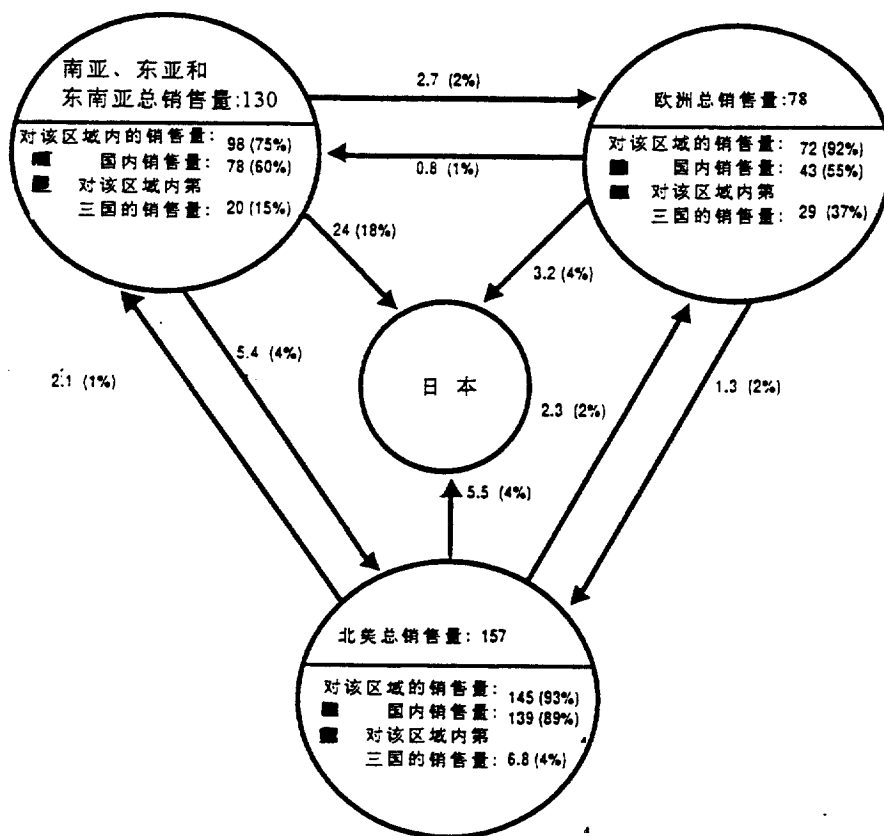 南亚、东亚和
东南亚总销售量:130
对该区域内的销售量: 98 (75%)
国内销售量: 78 (60%)
对该区域内第
三国的销售量: 20 (15%)
2.7 (2%)
0.8 (1%)
欧洲总销售量:78
对该区域的销售量: 72 (92%)
国内销售量: 43 (55%)
对该区域内第
三国的销售量: 29 (37%)
24 (18%)
3.2 (4%)
2.1 (1%)
5.4 (4%)
日本
2.3 (2%)
1.3 (2%)
5.5 (4%)
北美总销售量: 157
对该区域的销售量: 145 (93%)
国内销售量: 139 (89%)
对该区域内第
三国的销售量: 6.8 (4%)